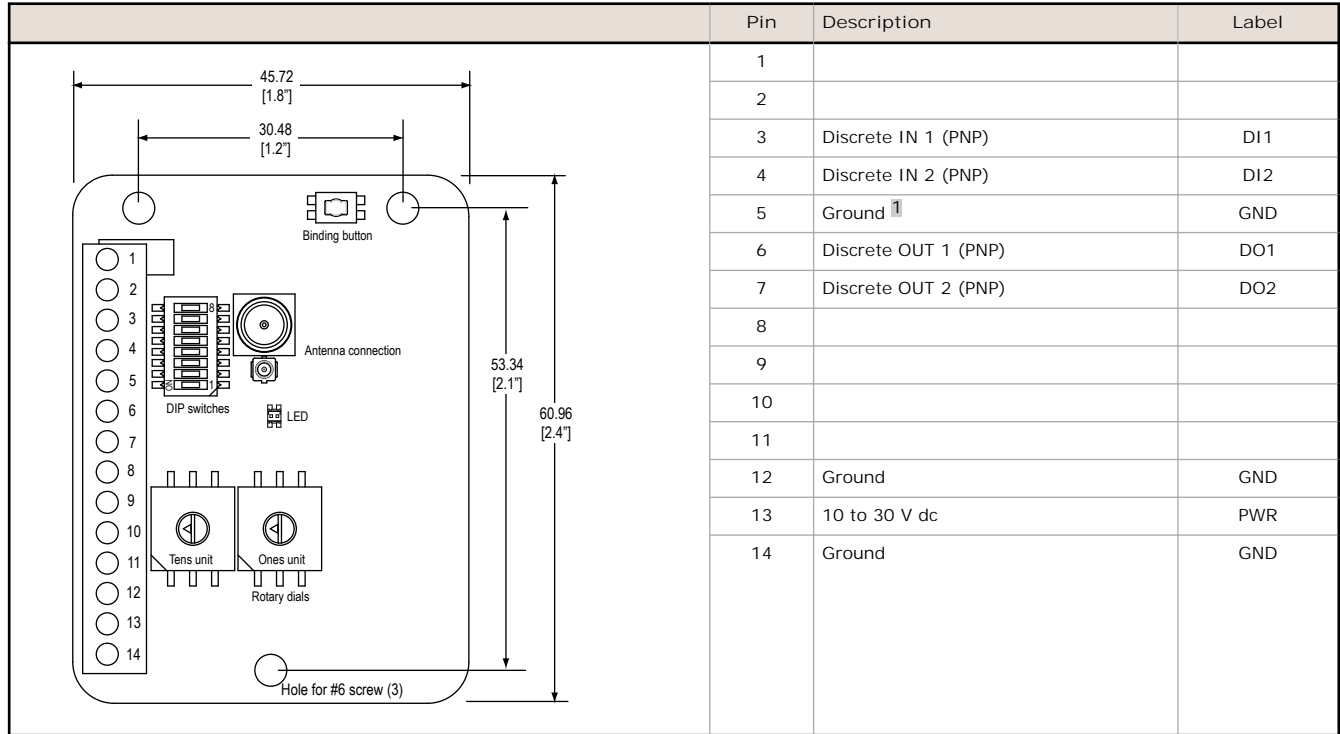 Pin Description Label
1
2
3 Discrete IN 1 (PNP) DI1
4 Discrete IN 2 (PNP) DI2
5 Ground 1 GND
6 Discrete OUT 1 (PNP) DO1
7 Discrete OUT 2 (PNP) DO2
8
9
10
11
12 Ground GND
13 10 to 30 V dc PWR
14 Ground GND
45.72
[1.8"]
30.48
[1.2"]
Binding button
1
2
3
4
5
6
7
8
9
10
11
12
13
14
8
ON 1
DIP switches
Antenna connection
LED
53.34
[2.1"]
60.96
[2.4"]
Tens unit
Ones unit
Rotary dials
Hole for #6 screw (3)